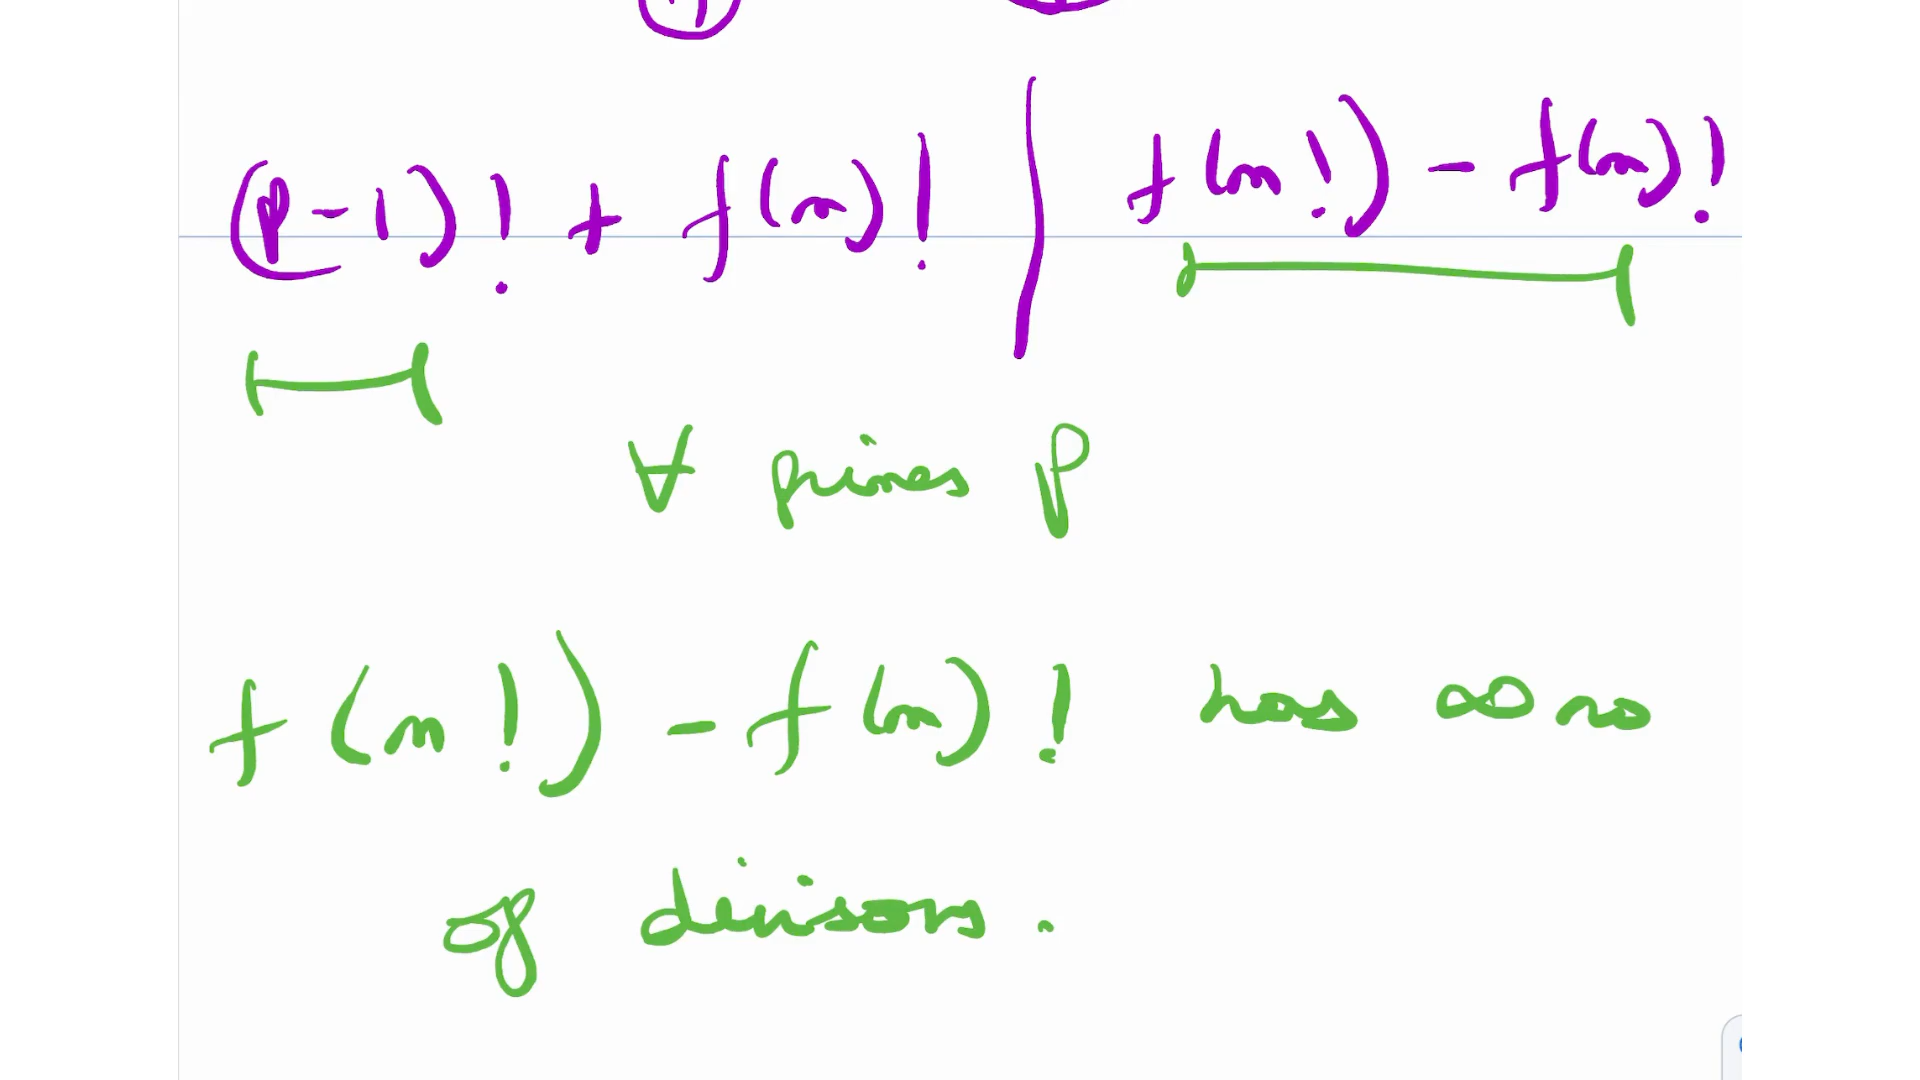 (p-1)! + f(m)! | f(m!) - f(m)!
∀ primes p
f(m!) - f(m)! has ∞ no
of divisors.